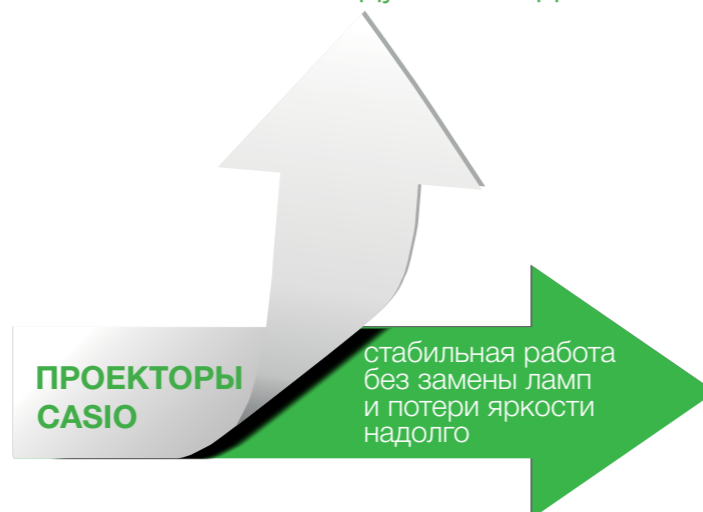 ПРОЕКТОРЫ
CASIO
стабильная работа
без замены ламп
и потери яркости
надолго